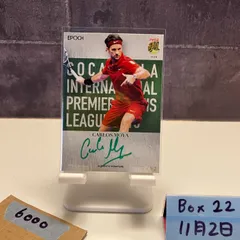 EPOCH
COCA-COLA
INTERNATIONAL
PREMIER
LEAGUE
CARLOS MOYA
6000
Box 22
11月2日